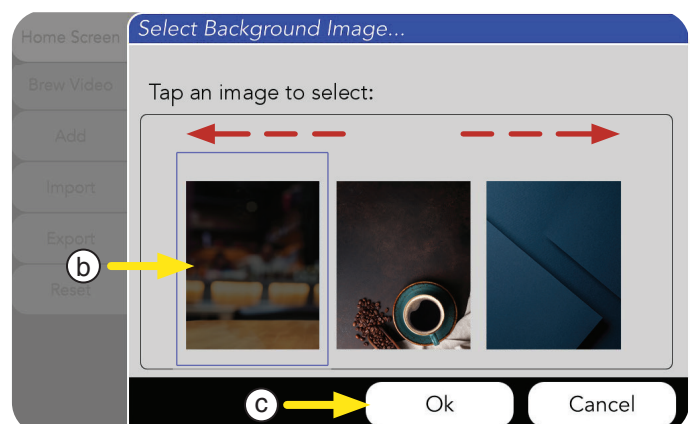 Select Background Image...
Home Screen
Brew Video
Add
Import
Export
Reset
Tap an image to select:
b
c
Ok
Cancel